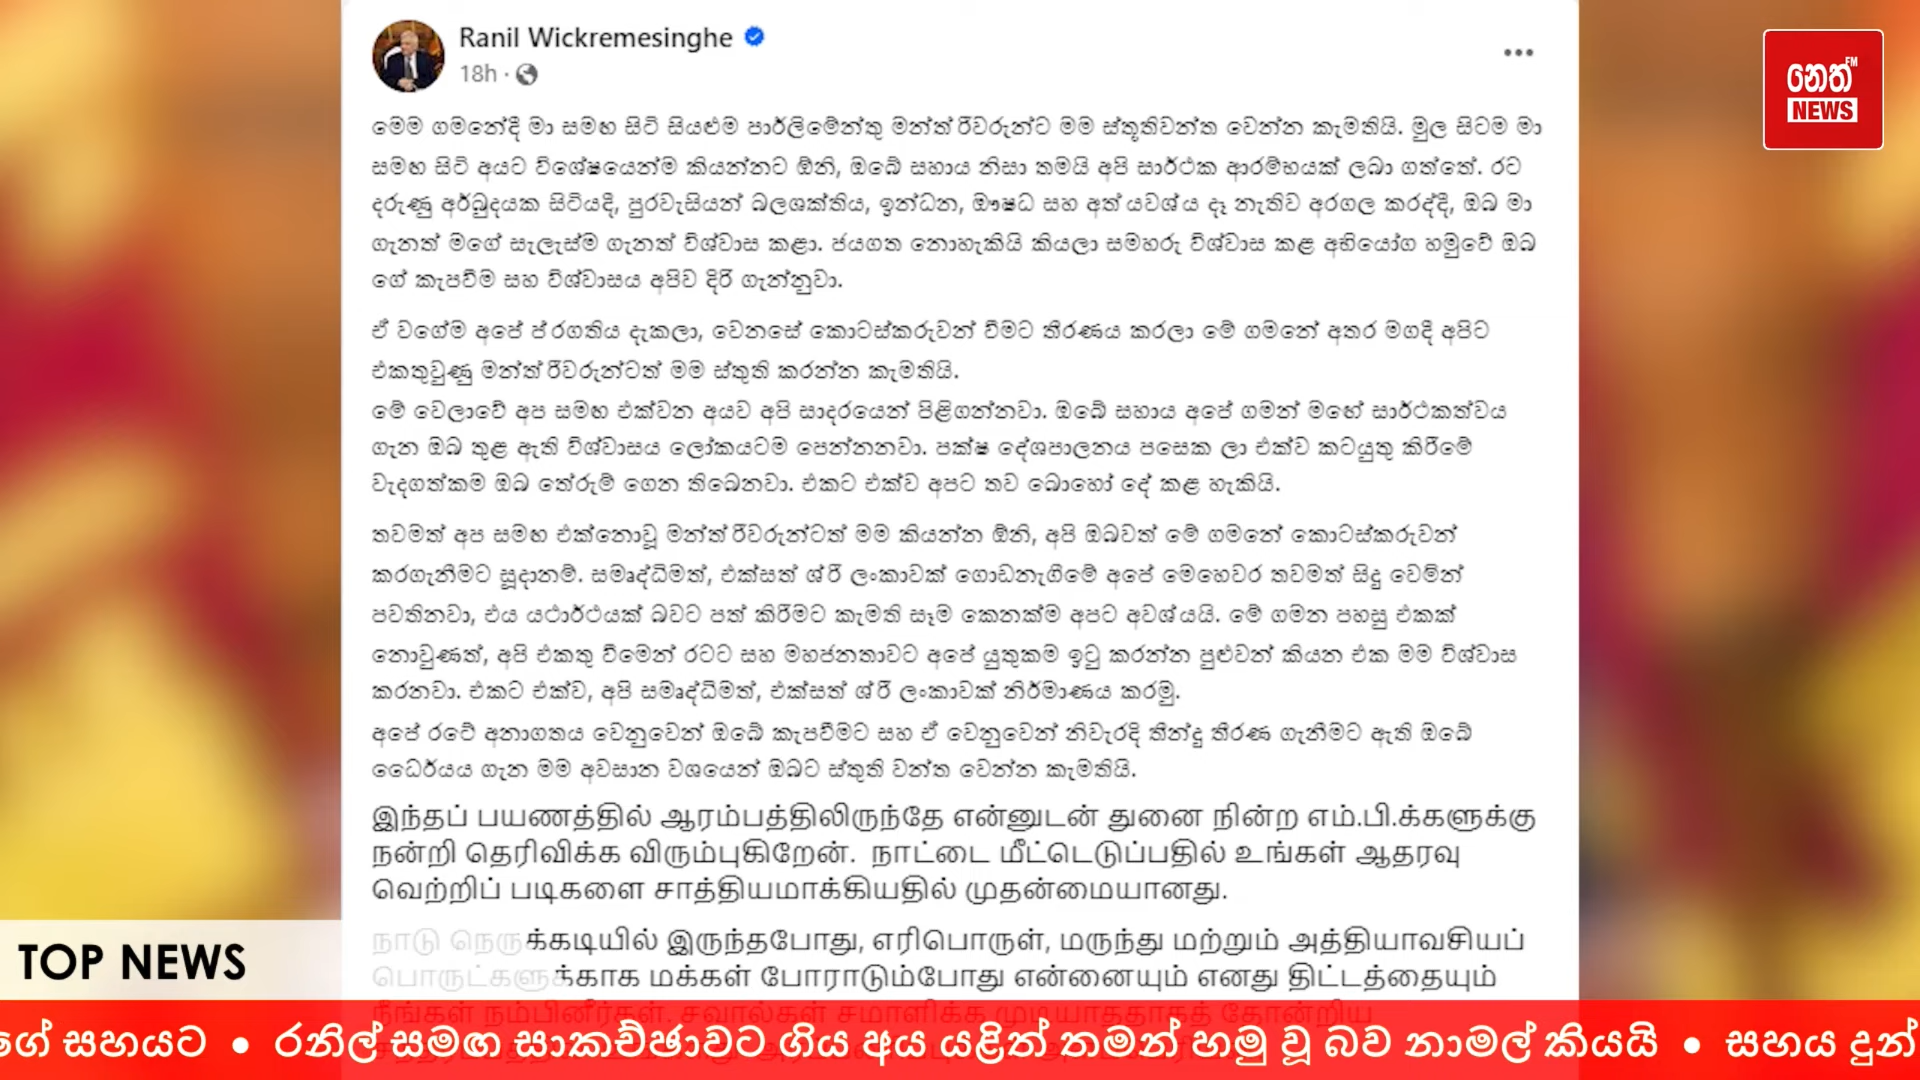 Ranil Wickremesinghe
18h ·
නෙත් FM
NEWS
මෙම ගමනේදී මා සමඟ සිටි සියළුම පාර්ලිමේන්තු මන්ත්‍රීවරුන්ට මම ස්තූතිවන්ත වෙන්න කැමතියි. මුල සිටම මා
සමඟ සිටි අයට විශේෂයෙන්ම කියන්නට ඕනි, ඔබේ සහාය නිසා තමයි අපි සාර්ථක ආරම්භයක් ලබා ගත්තේ. රට
දරුණු අර්බුදයක සිටියදී, පුරවැසියන් බලශක්තිය, ඉන්ධන, ඖෂධ සහ අත්‍යවශ්‍ය දෑ නැතිව අරගල කරද්දී, ඔබ මා
ගැනත් මගේ සැලැස්ම ගැනත් විශ්වාස කළා. ජයගත නොහැකියි කියලා සමහරු විශ්වාස කළ අභියෝග හමුවේ ඔබ
ගේ කැපවීම සහ විශ්වාසය අපිව දිරි ගැන්නුවා.
ඒ වගේම අපේ ප්‍රගතිය දැකලා, වෙනසේ කොටස්කරුවන් වීමට තීරණය කරලා මේ ගමනේ අතර මගදී අපිට
එකතුවුණු මන්ත්‍රීවරුන්ටත් මම ස්තුති කරන්න කැමතියි.
මේ වෙලාවේ අප සමඟ එක්වන අයව අපි සාදරයෙන් පිළිගන්නවා. ඔබේ සහාය අපේ ගමන් මඟේ සාර්ථකත්වය
ගැන ඔබ තුළ ඇති විශ්වාසය ලෝකයටම පෙන්නනවා. පක්ෂ දේශපාලනය පසෙක ලා එක්ව කටයුතු කිරීමේ
වැදගත්කම ඔබ තේරුම් ගෙන තිබෙනවා. එකට එක්ව අපට තව බොහෝ දේ කළ හැකියි.
තවමත් අප සමඟ එක්නොවූ මන්ත්‍රීවරුන්ටත් මම කියන්න ඕනි, අපි ඔබවත් මේ ගමනේ කොටස්කරුවන්
කරගැනීමට සූදානම්. සමෘද්ධිමත්, එක්සත් ශ්‍රී ලංකාවක් ගොඩනැගීමේ අපේ මෙහෙවර තවමත් සිදු වෙමින්
පවතිනවා, එය යථාර්ථයක් බවට පත් කිරීමට කැමති සෑම කෙනක්ම අපට අවශ්‍යයි. මේ ගමන පහසු එකක්
නොවුණත්, අපි එකතු වීමෙන් රටට සහ මහජනතාවට අපේ යුතුකම ඉටු කරන්න පුළුවන් කියන එක මම විශ්වාස
කරනවා. එකට එක්ව, අපි සමෘද්ධිමත්, එක්සත් ශ්‍රී ලංකාවක් නිර්මාණය කරමු.
අපේ රටේ අනාගතය වෙනුවෙන් ඔබේ කැපවීමට සහ ඒ වෙනුවෙන් නිවැරදි තීන්දු තීරණ ගැනීමට ඇති ඔබේ
ධෛර්යය ගැන මම අවසාන වශයෙන් ඔබට ස්තුති වන්ත වෙන්න කැමතියි.
இந்தப் பயணத்தில் ஆரம்பத்திலிருந்தே என்னுடன் துனை நின்ற எம்.பி.க்களுக்கு
நன்றி தெரிவிக்க விரும்புகிறேன். நாட்டை மீட்டெடுப்பதில் உங்கள் ஆதரவு
வெற்றிப் படிகளை சாத்தியமாக்கியதில் முதன்மையானது.
நாடு நெருக்கடியில் இருந்தபோது, எரிபொருள், மருந்து மற்றும் அத்தியாவசியப்
பொருட்களுக்காக மக்கள் போராடும்போது என்னையும் எனது திட்டத்தையும்
நீங்கள் நம்பினீர்கள். சவால்கள் சமாளிக்க முடியாததாகத் தோன்றிய
TOP NEWS
ගේ සහයට • රනිල් සමඟ සාකච්ඡාවට ගිය අය යළිත් තමන් හමු වූ බව නාමල් කියයි • සහය දුන්